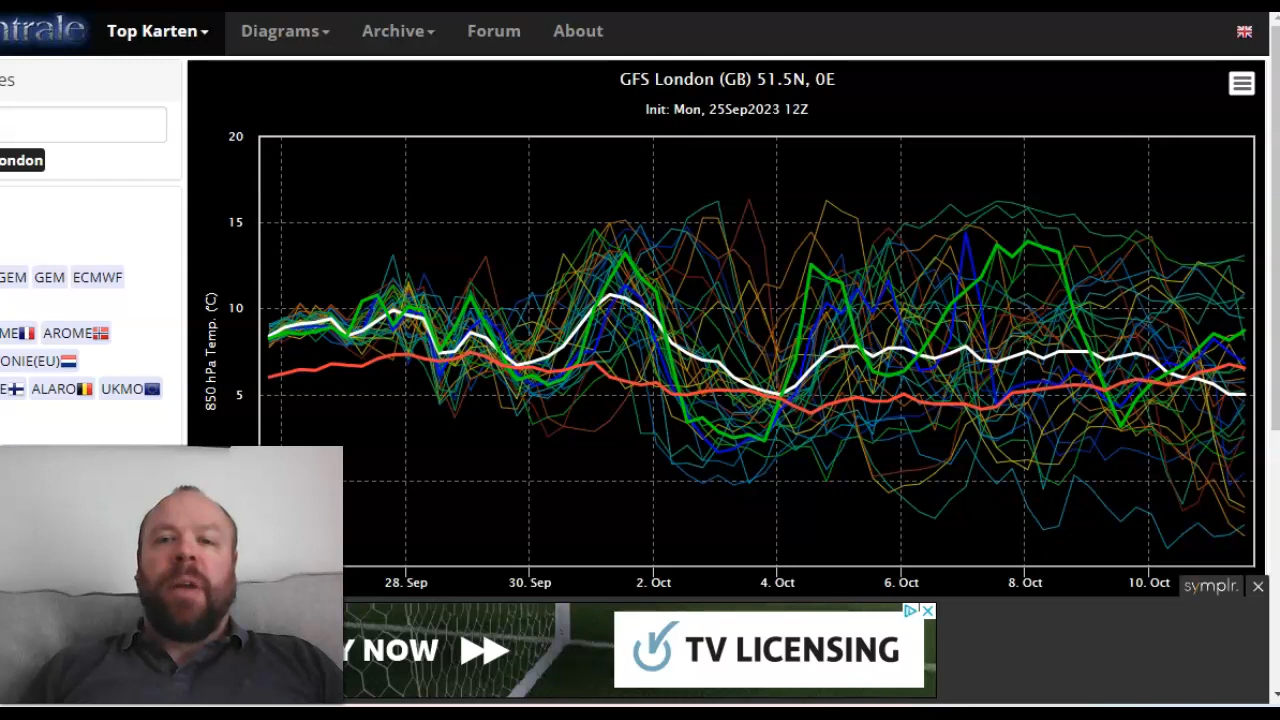 ntrale
Top Karten
Diagrams
Archive
Forum
About
es
ondon
GEM GEM ECMWF
ME AROME
ONIE(EU)
E ALARO UKMO
GFS London (GB) 51.5N, 0E
Init: Mon, 25Sep2023 12Z
850 hPa Temp. (°C)
20
15
10
5
28. Sep
30. Sep
2. Oct
4. Oct
6. Oct
8. Oct
10. Oct
symplr.
Y NOW
TV LICENSING